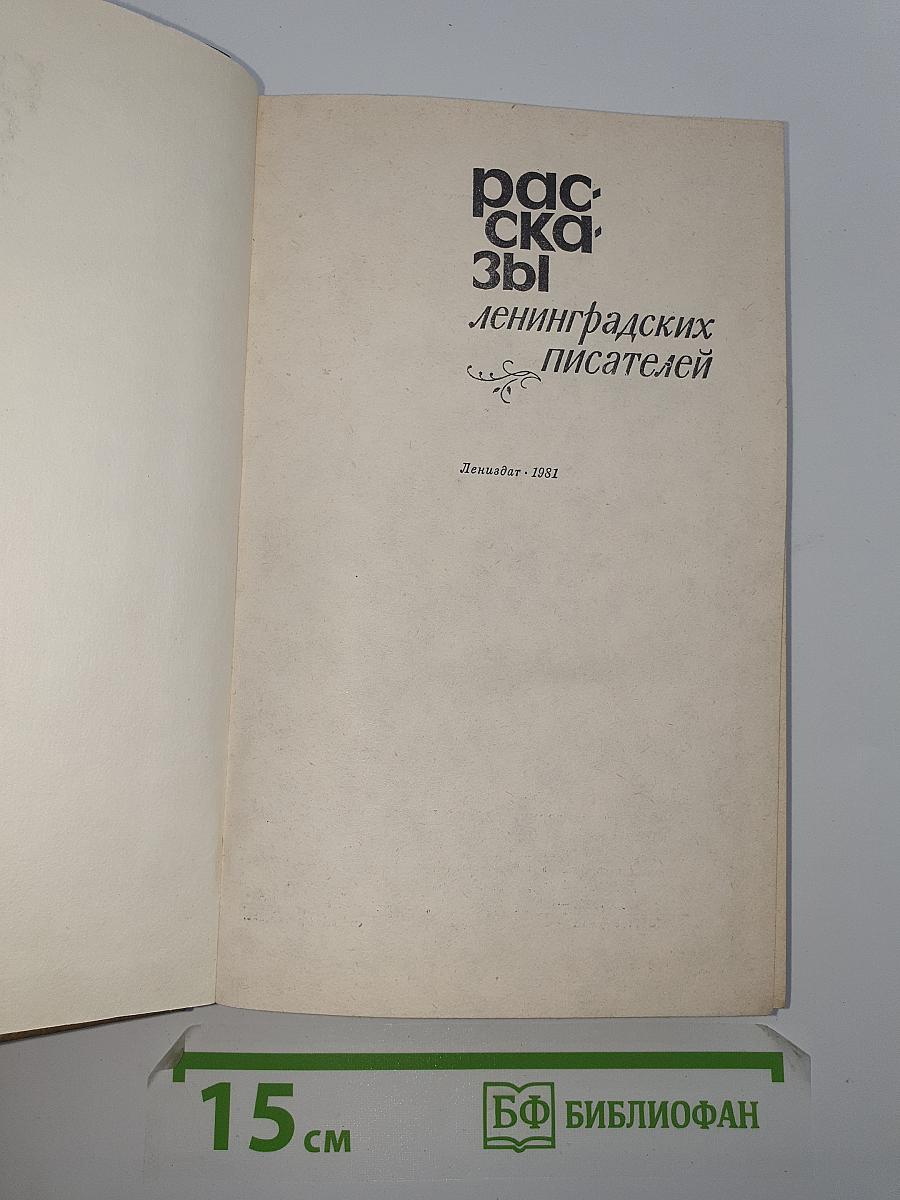 рас-
ска-
зы
ленинградских
писателей
Лениздат · 1981
15 см
БФ БИБЛИОФАН